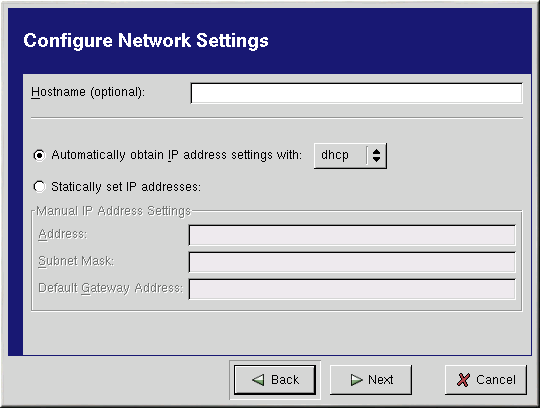 Configure Network Settings
Hostname (optional):
Automatically obtain IP address settings with: dhcp
Statically set IP addresses:
Manual IP Address Settings
Address:
Subnet Mask:
Default Gateway Address:
Back Next Cancel